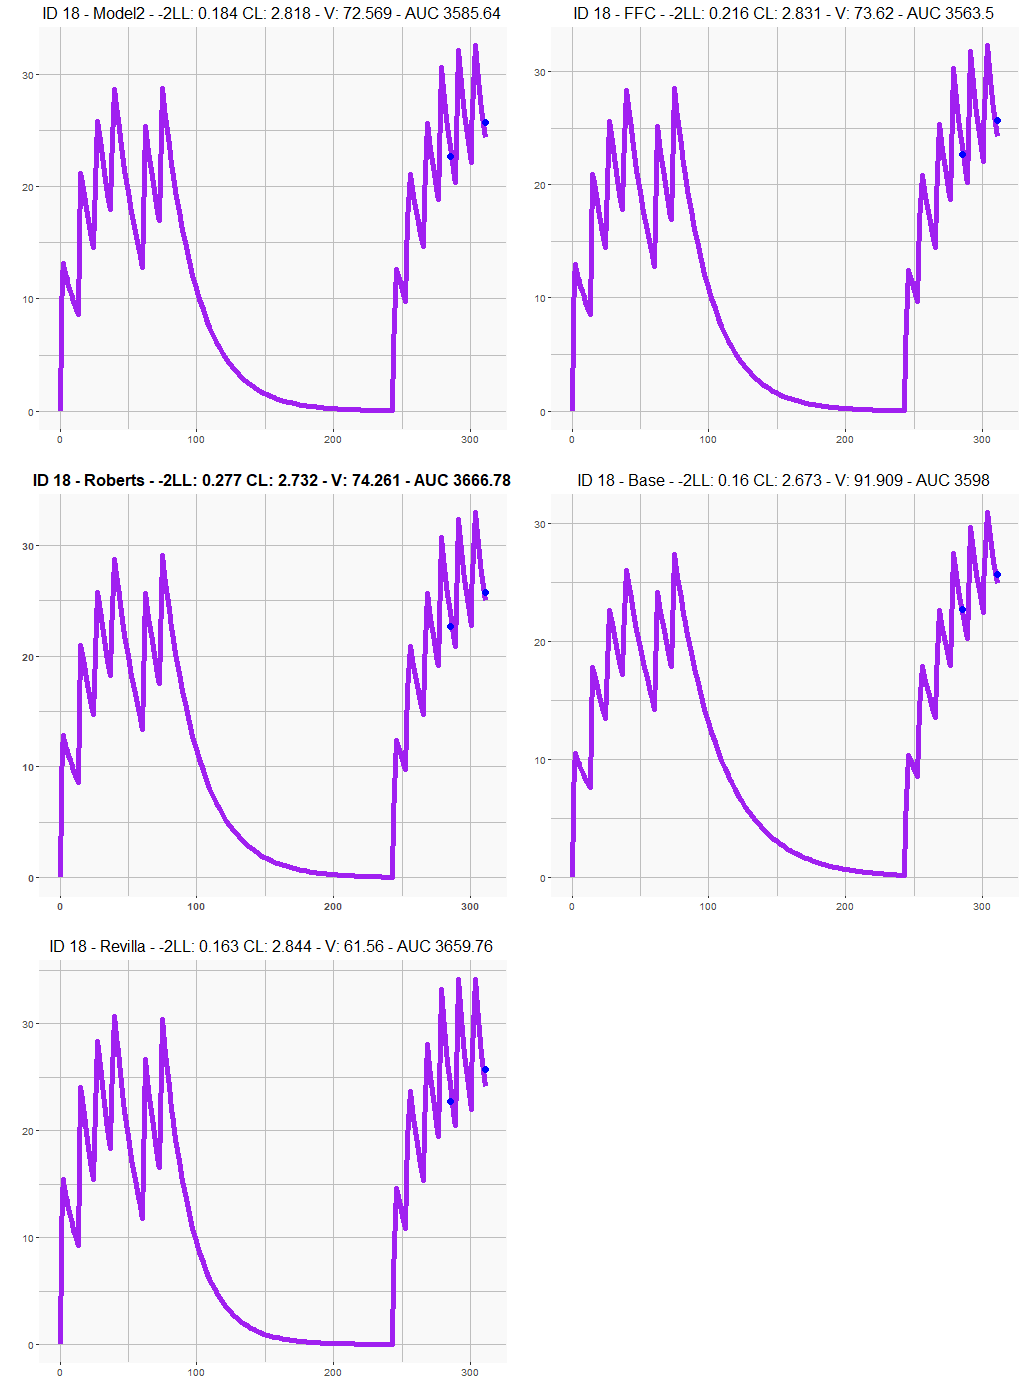 ID 18 - Model2 - -2LL: 0.184 CL: 2.818 - V: 72.569 - AUC 3585.64
30
20
10
0
0 100 200 300
ID 18 - FFC - -2LL: 0.216 CL: 2.831 - V: 73.62 - AUC 3563.5
30
20
10
0
0 100 200 300
ID 18 - Roberts - -2LL: 0.277 CL: 2.732 - V: 74.261 - AUC 3666.78
30
20
10
0
0 100 200 300
ID 18 - Base - -2LL: 0.16 CL: 2.673 - V: 91.909 - AUC 3598
30
20
10
0
0 100 200 300
ID 18 - Revilla - -2LL: 0.163 CL: 2.844 - V: 61.56 - AUC 3659.76
30
20
10
0
0 100 200 300